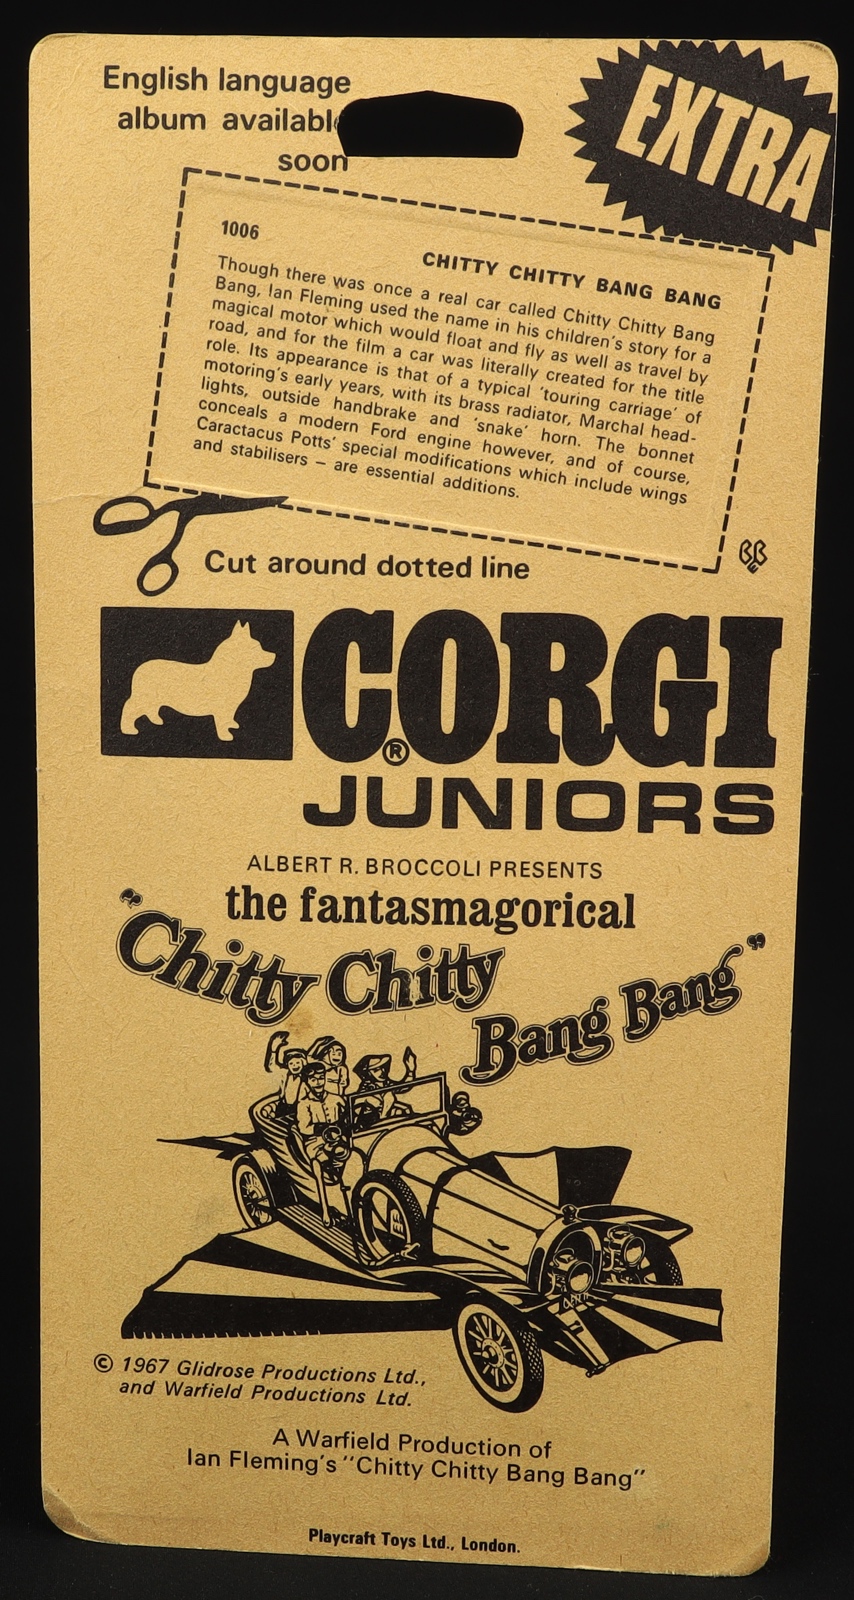 English language
album available
soon
EXTRA
1006
CHITTY CHITTY BANG BANG
Though there was once a real car called Chitty Chitty Bang
Bang, Ian Fleming used the name in his children's story for a
magical motor which would float and fly as well as travel by
road, and for the film a car was literally created for the title
role. Its appearance is that of a typical 'touring carriage' of
motoring's early years, with its brass radiator, Marchal head-
lights, outside handbrake and 'snake' horn. The bonnet
conceals a modern Ford engine however, and of course,
Caractacus Potts' special modifications which include wings
and stabilisers – are essential additions.
Cut around dotted line
CORGI
®
JUNIORS
ALBERT R. BROCCOLI PRESENTS
the fantasmagorical
"Chitty Chitty
Bang Bang"
© 1967 Glidrose Productions Ltd.,
and Warfield Productions Ltd.
A Warfield Production of
Ian Fleming's "Chitty Chitty Bang Bang"
Playcraft Toys Ltd., London.